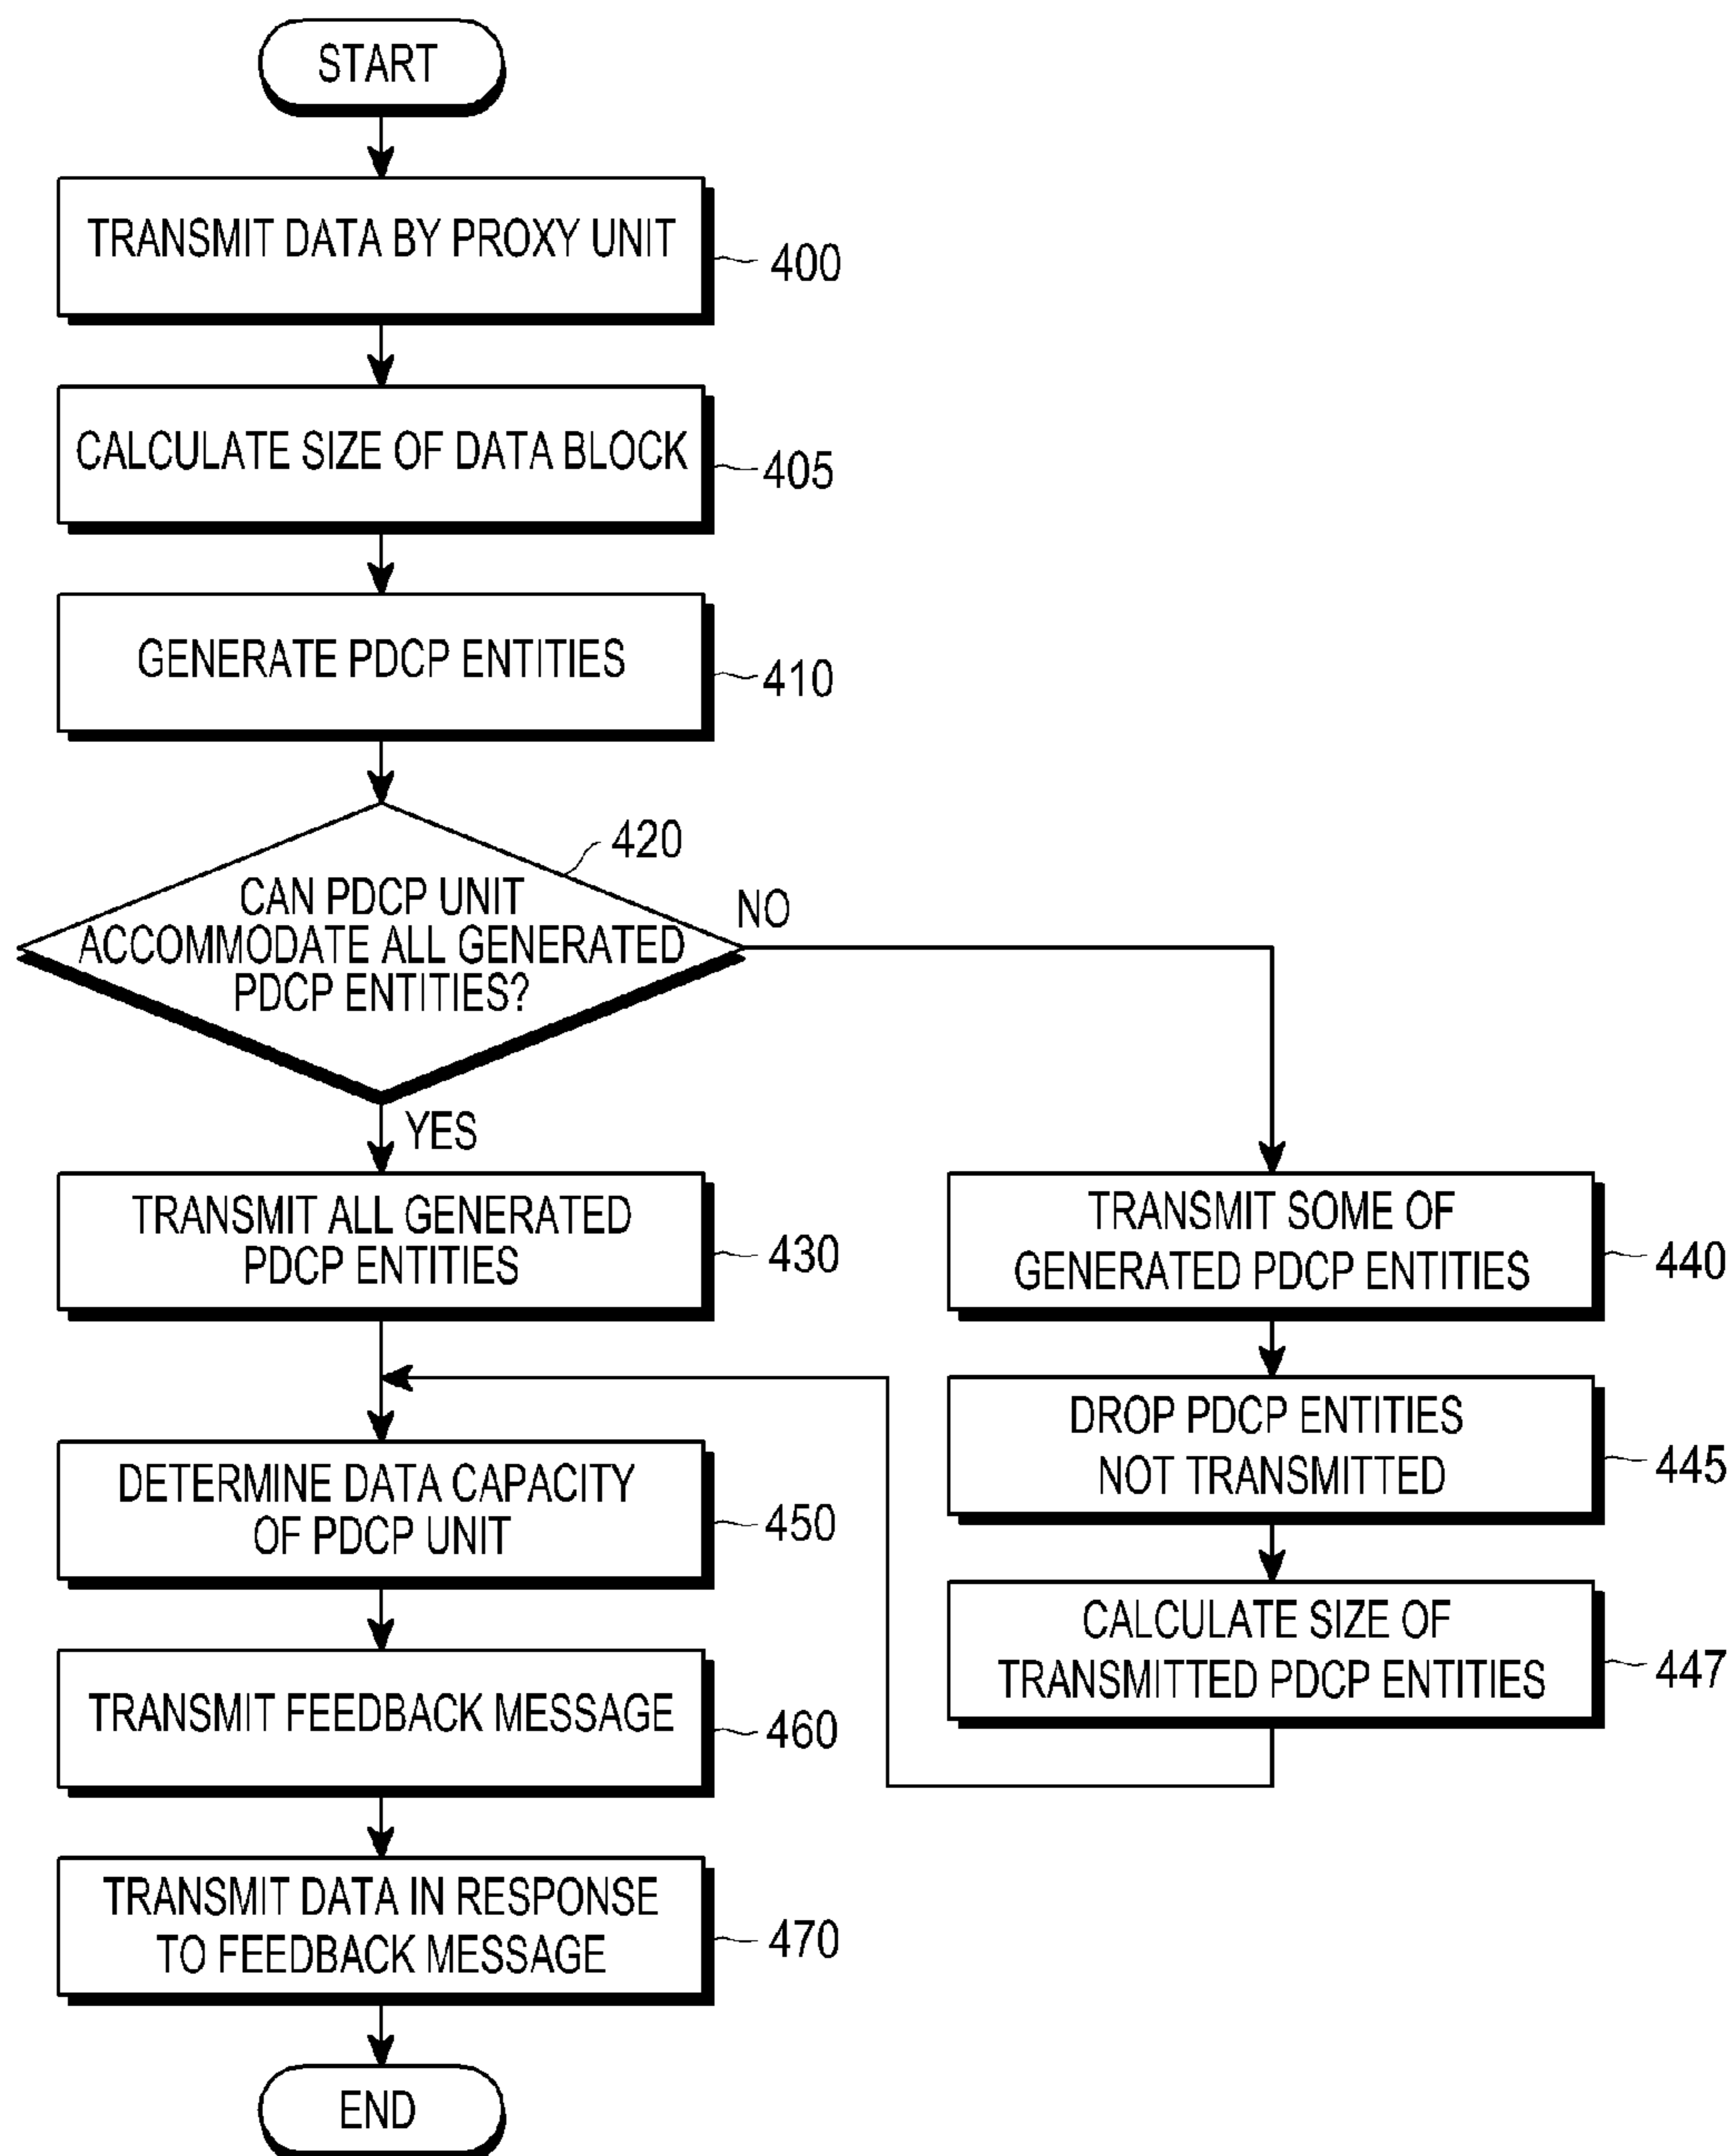 START
TRANSMIT DATA BY PROXY UNIT
400
CALCULATE SIZE OF DATA BLOCK
405
GENERATE PDCP ENTITIES
410
420
CAN PDCP UNIT
ACCOMMODATE ALL GENERATED
PDCP ENTITIES?
NO
YES
TRANSMIT ALL GENERATED
PDCP ENTITIES
430
TRANSMIT SOME OF
GENERATED PDCP ENTITIES
440
DROP PDCP ENTITIES
NOT TRANSMITTED
445
CALCULATE SIZE OF
TRANSMITTED PDCP ENTITIES
447
DETERMINE DATA CAPACITY
OF PDCP UNIT
450
TRANSMIT FEEDBACK MESSAGE
460
TRANSMIT DATA IN RESPONSE
TO FEEDBACK MESSAGE
470
END